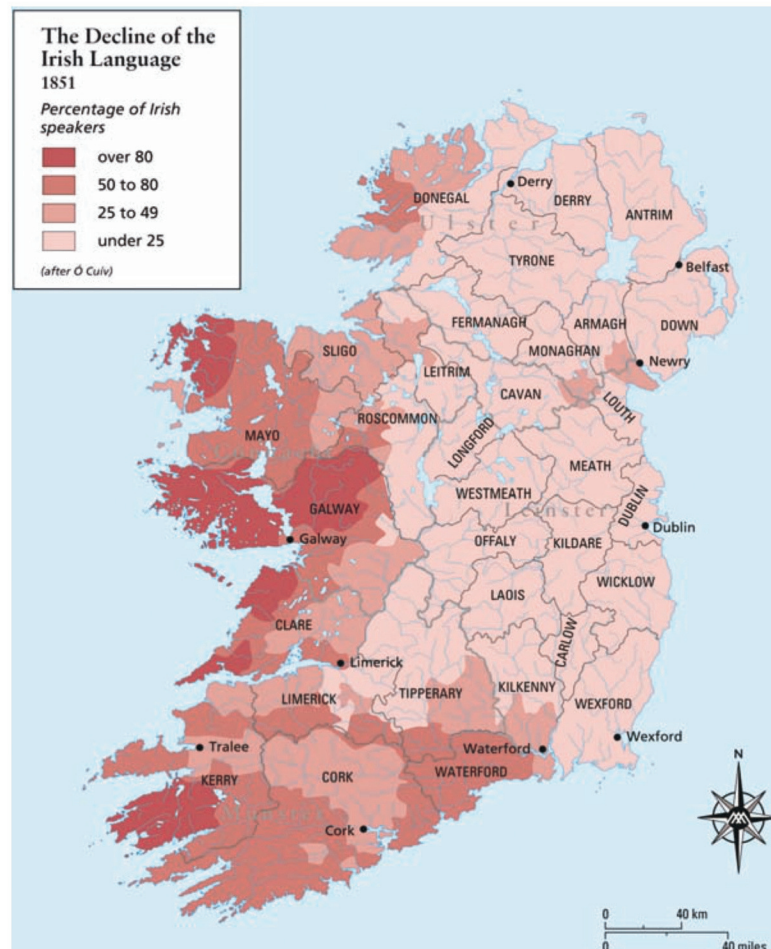 The Decline of the
Irish Language
1851
Percentage of Irish
speakers
over 80
50 to 80
25 to 49
under 25
(after Ó Cuív)
Derry
DONEGAL
DERRY
ANTRIM
Ulster
TYRONE
Belfast
FERMANAGH
ARMAGH
DOWN
MONAGHAN
SLIGO
Newry
LEITRIM
CAVAN
LOUTH
ROSCOMMON
MAYO
LONGFORD
MEATH
WESTMEATH
DUBLIN
GALWAY
Leinster
Dublin
Galway
OFFALY
KILDARE
WICKLOW
LAOIS
CLARE
CARLOW
Limerick
LIMERICK
TIPPERARY
KILKENNY
WEXFORD
Wexford
Tralee
Waterford
N
KERRY
CORK
WATERFORD
Munster
Cork
0 40 km
0 40 miles